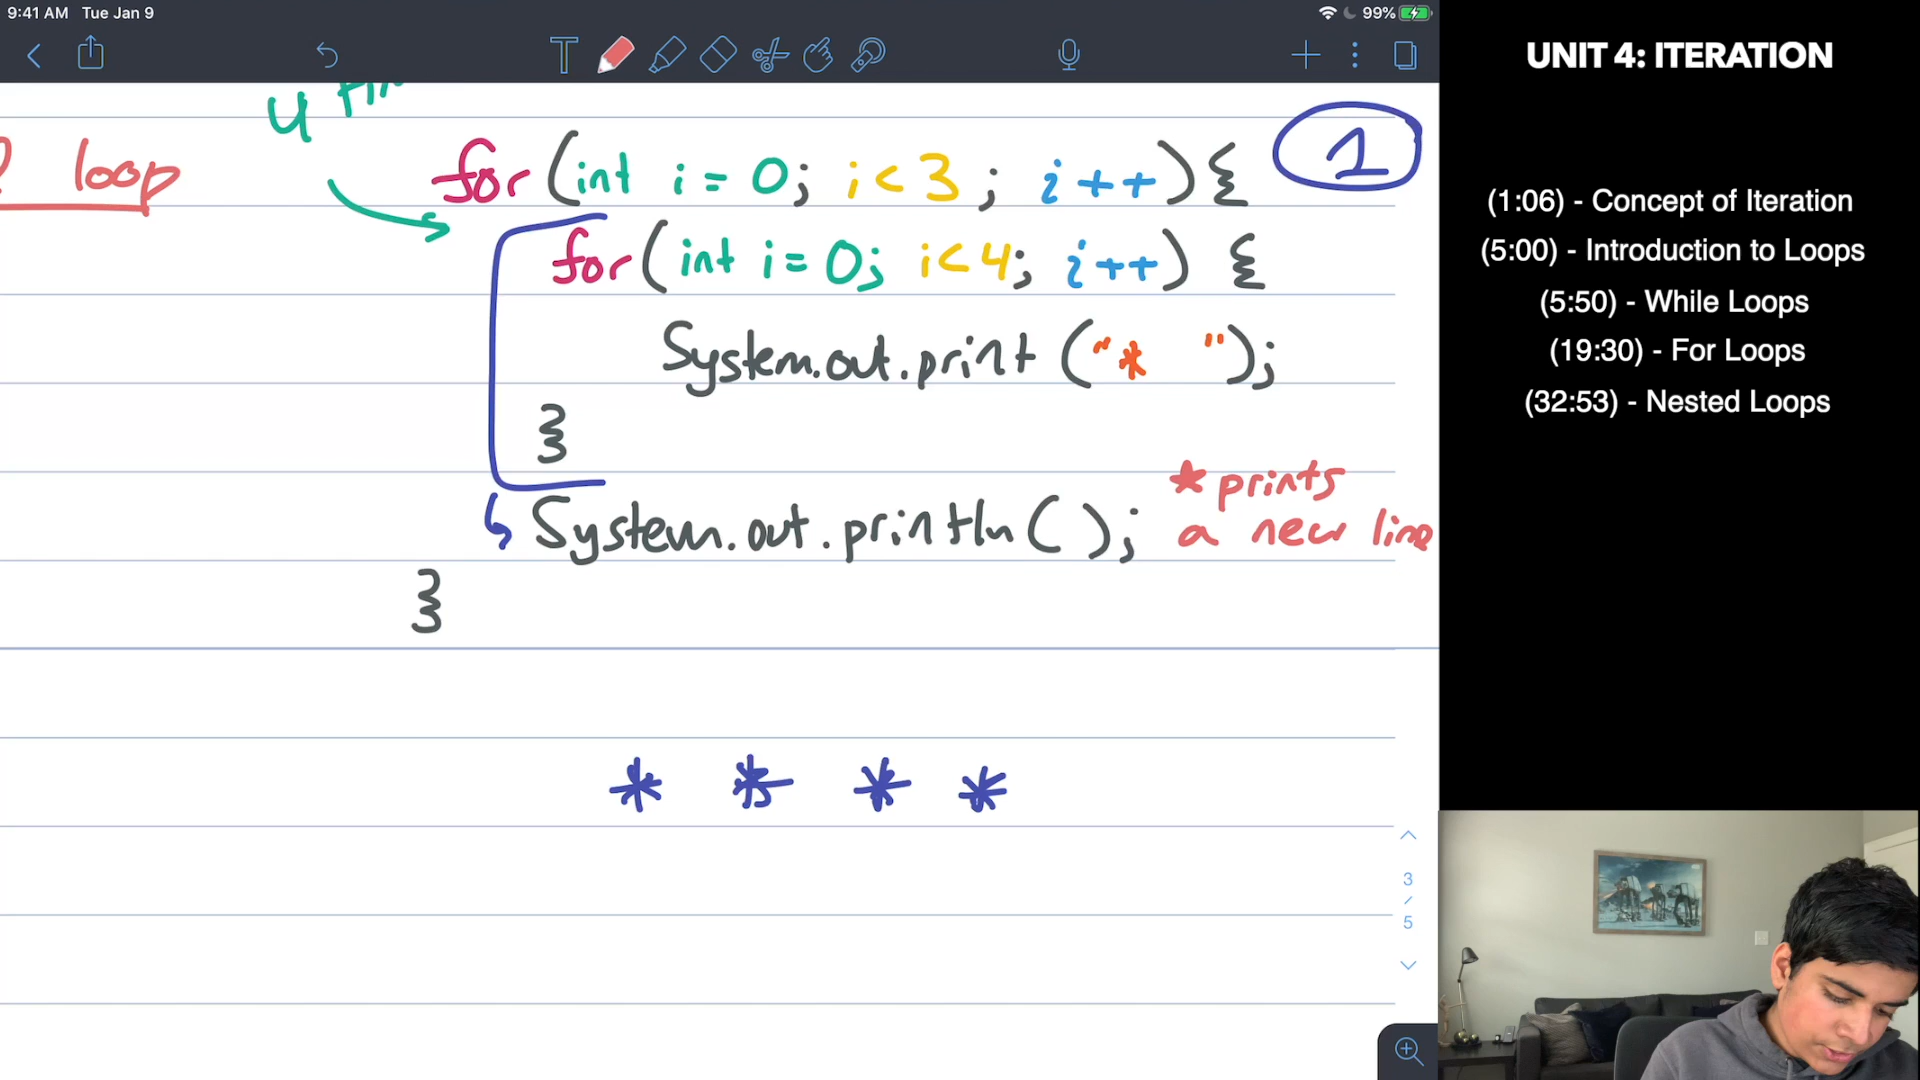 9:41 AM Tue Jan 9
99%
UNIT 4: ITERATION
(1:06) - Concept of Iteration
(5:00) - Introduction to Loops
(5:50) - While Loops
(19:30) - For Loops
(32:53) - Nested Loops
4
loop
for (int i = 0; i < 3 ; i ++) {
1
for (int i = 0; i < 4; i ++) {
System.out.print ("* ");
}
System.out.println ( );
* prints
a new line
}
* * * *
3
/
5